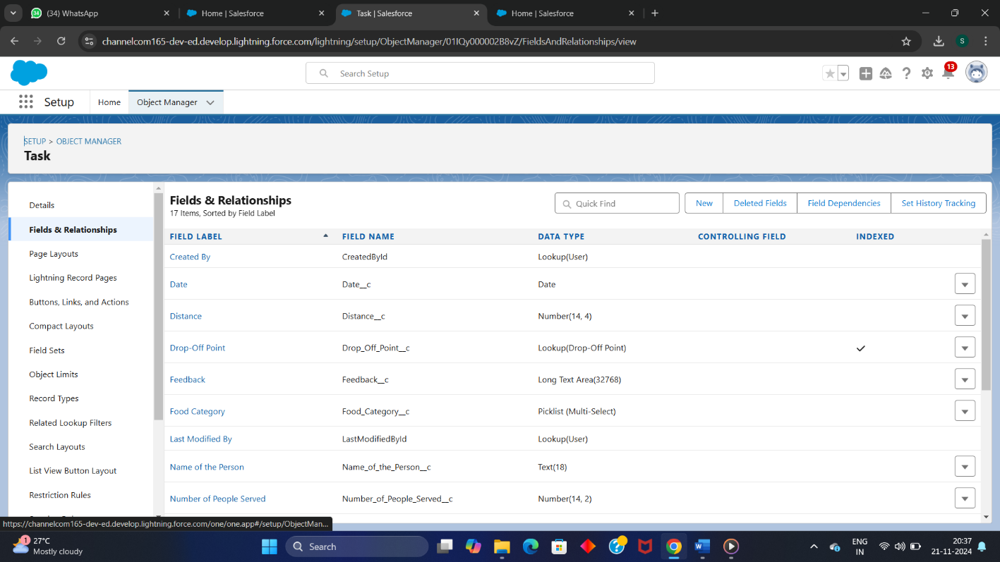 34 (34) WhatsApp
Home | Salesforce
Task | Salesforce
Home | Salesforce
channelcom165-dev-ed.develop.lightning.force.com/lightning/setup/ObjectManager/01IQy000002B8vZ/FieldsAndRelationships/view
S
Search Setup
13
Setup
Home
Object Manager
SETUP > OBJECT MANAGER
Task
Details
Fields & Relationships
Page Layouts
Lightning Record Pages
Buttons, Links, and Actions
Compact Layouts
Field Sets
Object Limits
Record Types
Related Lookup Filters
Search Layouts
List View Button Layout
Restriction Rules
Fields & Relationships
17 Items, Sorted by Field Label
Quick Find
New
Deleted Fields
Field Dependencies
Set History Tracking
FIELD LABEL FIELD NAME DATA TYPE CONTROLLING FIELD INDEXED
Created By CreatedById Lookup(User)
Date Date__c Date
Distance Distance__c Number(14, 4)
Drop-Off Point Drop_Off_Point__c Lookup(Drop-Off Point)
Feedback Feedback__c Long Text Area(32768)
Food Category Food_Category__c Picklist (Multi-Select)
Last Modified By LastModifiedById Lookup(User)
Name of the Person Name_of_the_Person__c Text(18)
Number of People Served Number_of_People_Served__c Number(14, 2)
https://channelcom165-dev-ed.develop.lightning.force.com/one/one.app#/setup/ObjectMan...
1
27°C
Mostly cloudy
Search
ENG
IN
20:37
21-11-2024